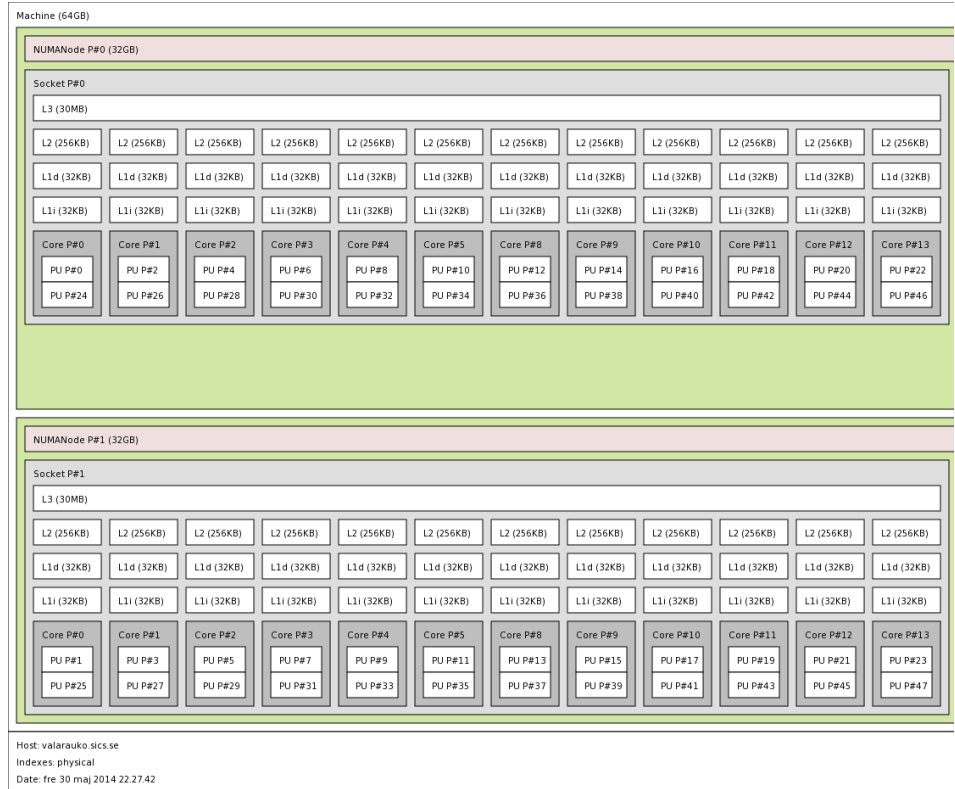 Machine (64GB)
NUMANode P#0 (32GB)
Socket P#0
L3 (30MB)
L2 (256KB) L2 (256KB) L2 (256KB) L2 (256KB) L2 (256KB) L2 (256KB) L2 (256KB) L2 (256KB) L2 (256KB) L2 (256KB) L2 (256KB) L2 (256KB)
L1d (32KB) L1d (32KB) L1d (32KB) L1d (32KB) L1d (32KB) L1d (32KB) L1d (32KB) L1d (32KB) L1d (32KB) L1d (32KB) L1d (32KB) L1d (32KB)
L1i (32KB) L1i (32KB) L1i (32KB) L1i (32KB) L1i (32KB) L1i (32KB) L1i (32KB) L1i (32KB) L1i (32KB) L1i (32KB) L1i (32KB) L1i (32KB)
Core P#0 Core P#1 Core P#2 Core P#3 Core P#4 Core P#5 Core P#8 Core P#9 Core P#10 Core P#11 Core P#12 Core P#13
PU P#0 PU P#2 PU P#4 PU P#6 PU P#8 PU P#10 PU P#12 PU P#14 PU P#16 PU P#18 PU P#20 PU P#22
PU P#24 PU P#26 PU P#28 PU P#30 PU P#32 PU P#34 PU P#36 PU P#38 PU P#40 PU P#42 PU P#44 PU P#46
NUMANode P#1 (32GB)
Socket P#1
L3 (30MB)
L2 (256KB) L2 (256KB) L2 (256KB) L2 (256KB) L2 (256KB) L2 (256KB) L2 (256KB) L2 (256KB) L2 (256KB) L2 (256KB) L2 (256KB) L2 (256KB)
L1d (32KB) L1d (32KB) L1d (32KB) L1d (32KB) L1d (32KB) L1d (32KB) L1d (32KB) L1d (32KB) L1d (32KB) L1d (32KB) L1d (32KB) L1d (32KB)
L1i (32KB) L1i (32KB) L1i (32KB) L1i (32KB) L1i (32KB) L1i (32KB) L1i (32KB) L1i (32KB) L1i (32KB) L1i (32KB) L1i (32KB) L1i (32KB)
Core P#0 Core P#1 Core P#2 Core P#3 Core P#4 Core P#5 Core P#8 Core P#9 Core P#10 Core P#11 Core P#12 Core P#13
PU P#1 PU P#3 PU P#5 PU P#7 PU P#9 PU P#11 PU P#13 PU P#15 PU P#17 PU P#19 PU P#21 PU P#23
PU P#25 PU P#27 PU P#29 PU P#31 PU P#33 PU P#35 PU P#37 PU P#39 PU P#41 PU P#43 PU P#45 PU P#47
Host: valarauko.sics.se
Indexes: physical
Date: fre 30 maj 2014 22.27.42